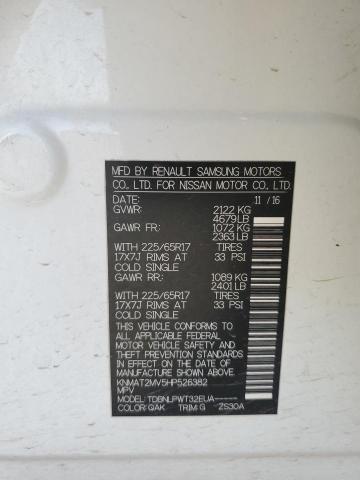 MFD BY RENAULT SAMSUNG MOTORS
CO., LTD. FOR NISSAN MOTOR CO., LTD.
DATE: 11 / 16
GVWR: 2122 KG
4679 LB
GAWR FR: 1072 KG
2363 LB
WITH 225/65R17 TIRES
17X7J RIMS AT 33 PSI
COLD SINGLE
GAWR RR: 1089 KG
2401 LB
WITH 225/65R17 TIRES
17X7J RIMS AT 33 PSI
COLD SINGLE
THIS VEHICLE CONFORMS TO
ALL APPLICABLE FEDERAL
MOTOR VEHICLE SAFETY AND
THEFT PREVENTION STANDARDS
IN EFFECT ON THE DATE OF
MANUFACTURE SHOWN ABOVE.
KNMAT2MV5HP526382
MPV
MODEL: TDBNLPWT32EUA-----
COLOR: QAK TRIM: G ZS30A